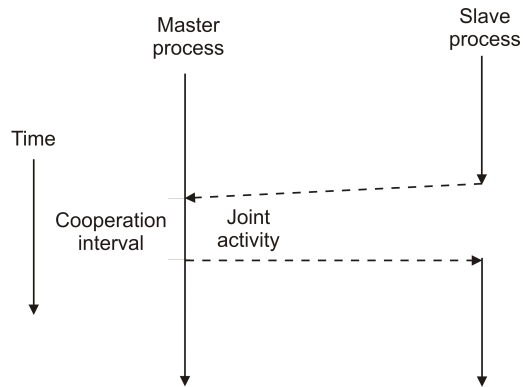 Master
process
Slave
process
Time
Cooperation
interval
Joint
activity